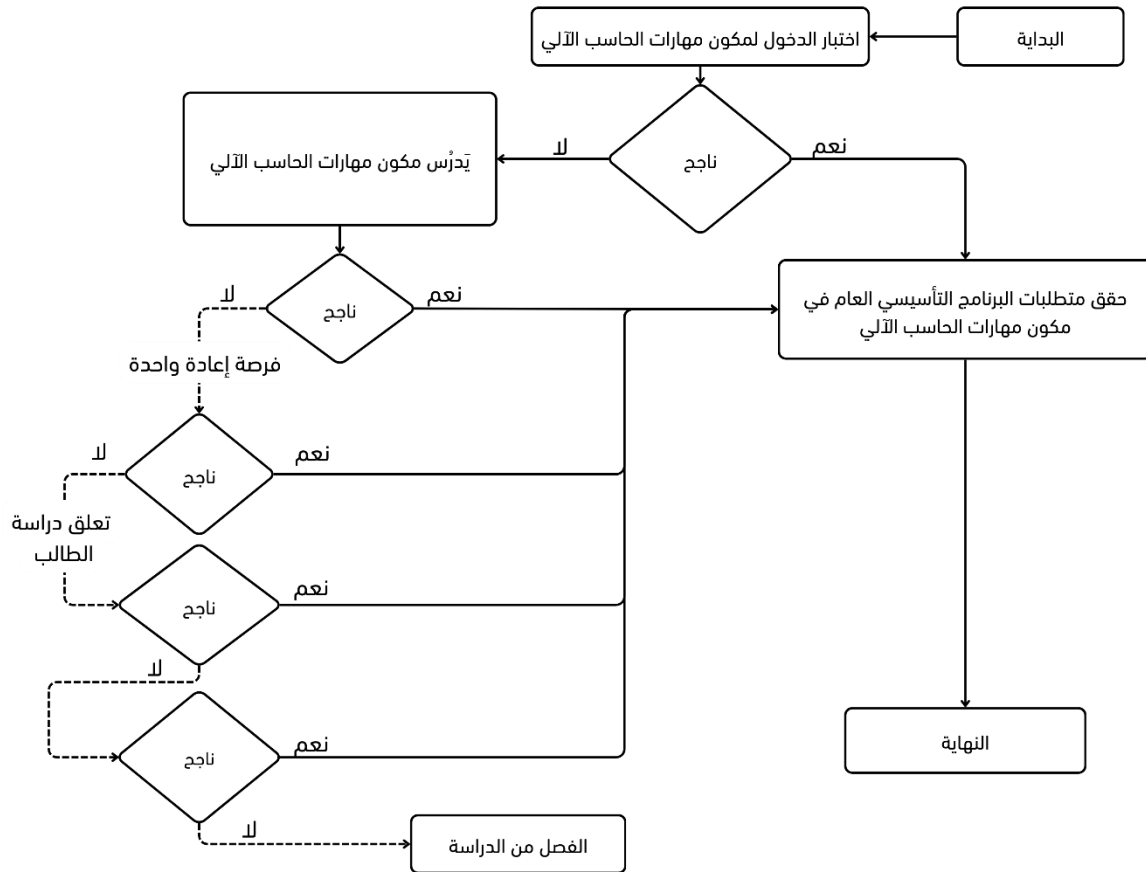 البداية
اختبار الدخول لمكون مهارات الحاسب الآلي
ناجح
نعم
لا
يَدرُس مكون مهارات الحاسب الآلي
ناجح
نعم
لا
حقق متطلبات البرنامج التأسيسي العام في
مكون مهارات الحاسب الآلي
فرصة إعادة واحدة
ناجح
نعم
لا
تعلق دراسة
الطالب
ناجح
نعم
لا
ناجح
نعم
لا
النهاية
الفصل من الدراسة